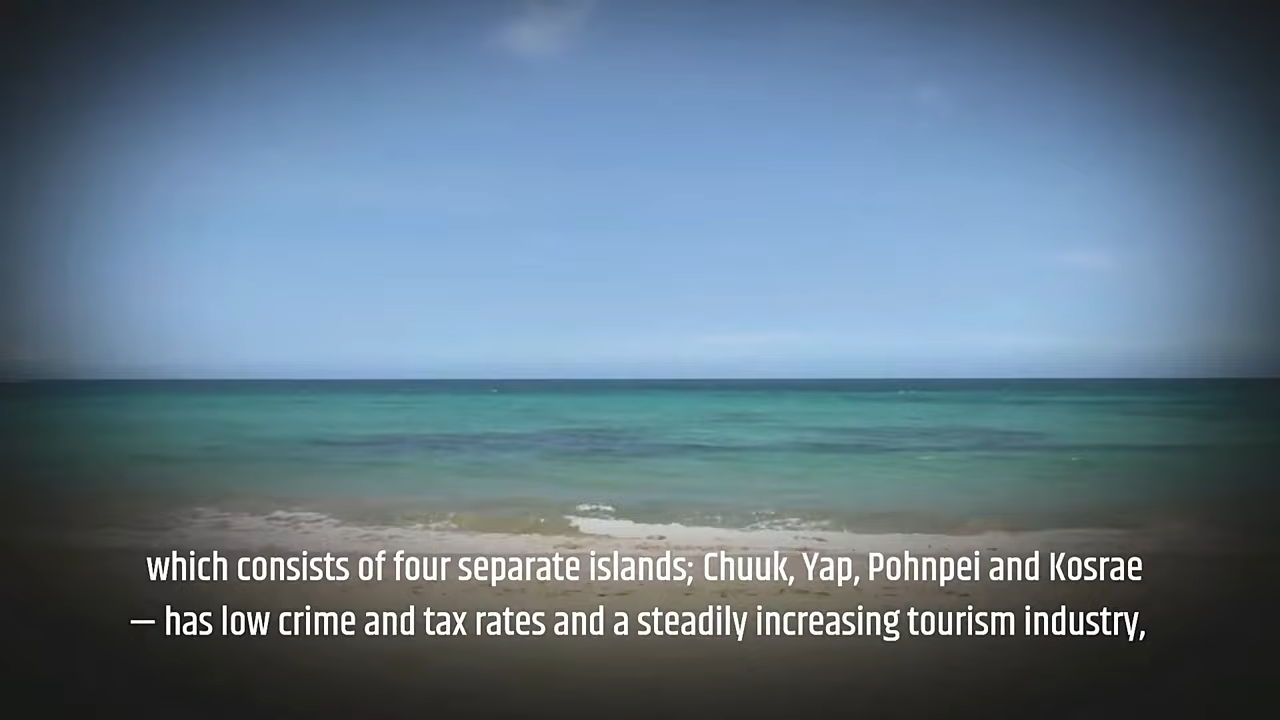 which consists of four separate islands; Chuuk, Yap, Pohnpei and Kosrae
— has low crime and tax rates and a steadily increasing tourism industry,